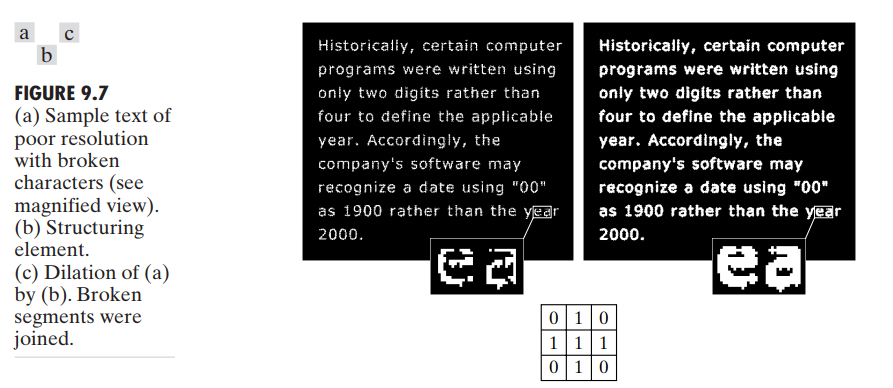 a c
b
FIGURE 9.7
(a) Sample text of
poor resolution
with broken
characters (see
magnified view).
(b) Structuring
element.
(c) Dilation of (a)
by (b). Broken
segments were
joined.
Historically, certain computer
programs were written using
only two digits rather than
four to define the applicable
year. Accordingly, the
company's software may
recognize a date using "00"
as 1900 rather than the year
2000.
ea
Historically, certain computer
programs were written using
only two digits rather than
four to define the applicable
year. Accordingly, the
company's software may
recognize a date using "00"
as 1900 rather than the year
2000.
ea
0 1 0
1 1 1
0 1 0